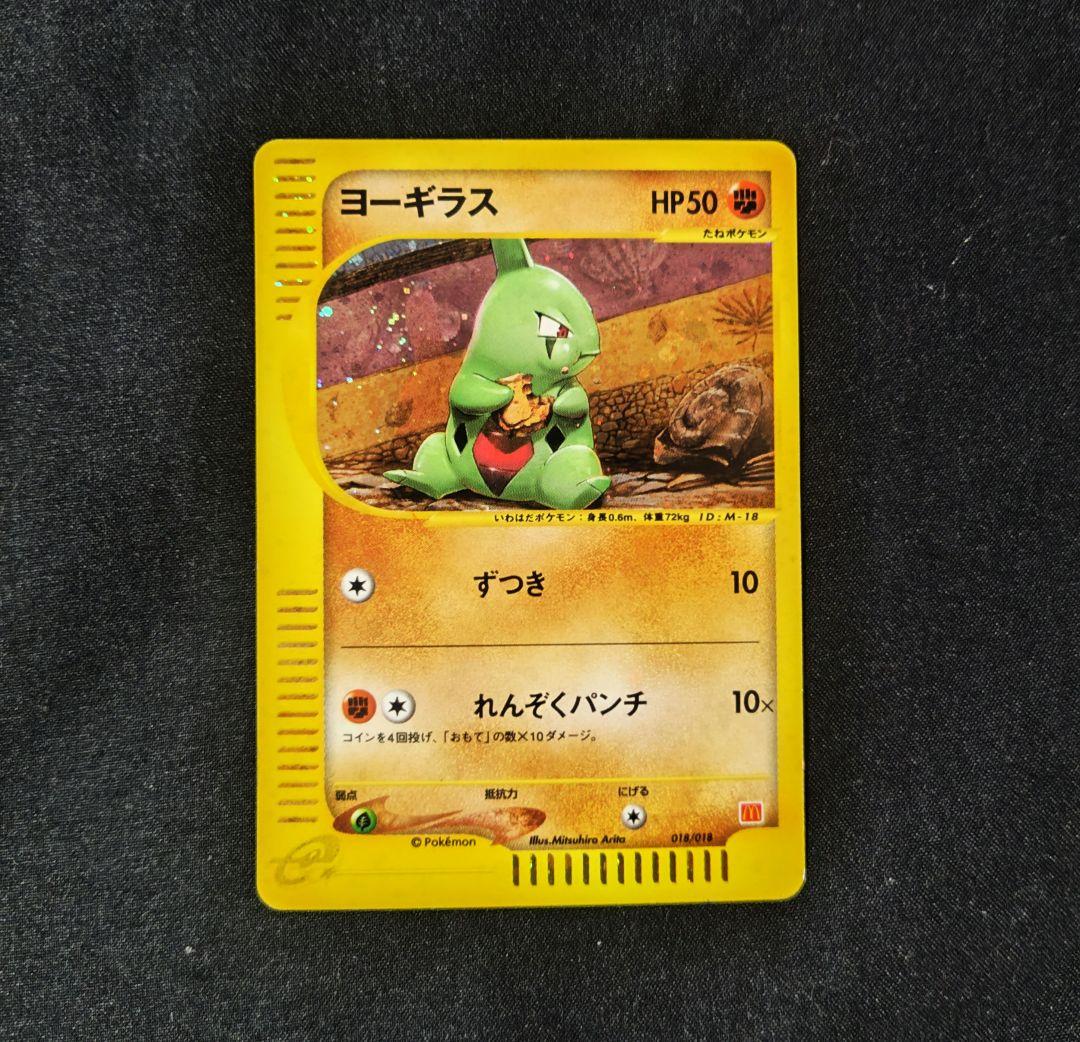 ヨーギラス HP50
たねポケモン
いわはだポケモン：身長0.6m、体重72kg ID：M-18
ずつき 10
れんぞくパンチ 10×
コインを4回投げ、「おもて」の数×10ダメージ。
弱点 抵抗力 にげる
©Pokémon Illus.Mitsuhiro Arita 018/018